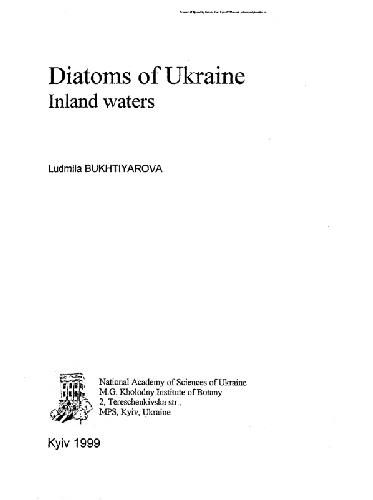 Diatoms of Ukraine
Inland waters
Ludmila BUKHTIYAROVA
National Academy of Sciences of Ukraine
M.G. Kholodny Institute of Botany
2, Tereschenkivska str.,
MPS, Kyiv, Ukraine
Kyiv 1999